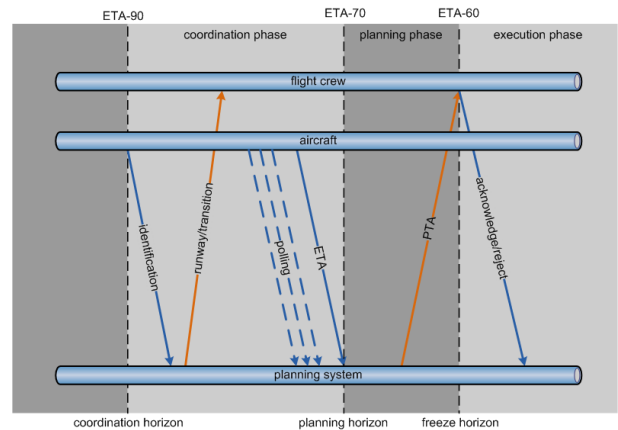 ETA-90
ETA-70
ETA-60
coordination phase
planning phase
execution phase
flight crew
aircraft
identification
runway/transition
polling
ETA
PTA
acknowledge/reject
planning system
coordination horizon
planning horizon
freeze horizon